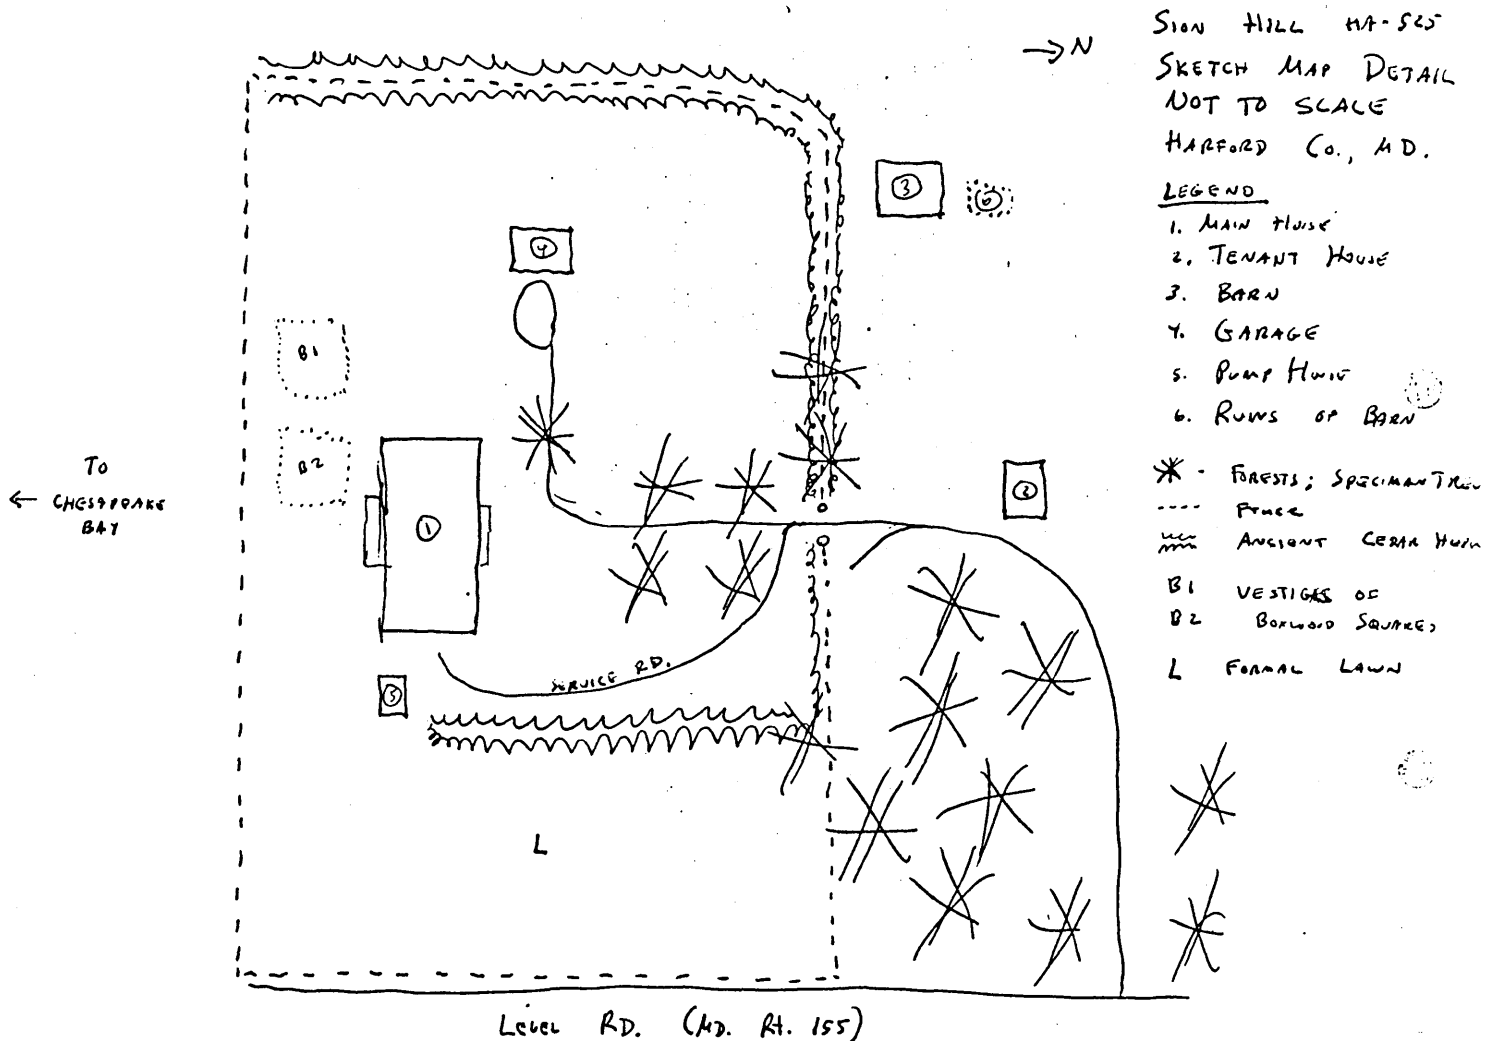 → N
SION HILL HA-525
SKETCH MAP DETAIL
NOT TO SCALE
HARFORD CO., MD.
LEGEND
1. MAIN HOUSE
2. TENANT HOUSE
3. BARN
4. GARAGE
5. PUMP HOUSE
6. RUINS OF BARN
- FORESTS; SPECIMAN TREES
---- FENCE
ANCIENT CEDAR
B1 VESTIGES OF
B2 BOXWOOD SQUARES
L FORMAL LAWN
3
6
4
B1
B2
1
2
TO
← CHESAPEAKE
BAY
SERVICE RD.
5
L
LEVEL RD. (MD. RT. 155)